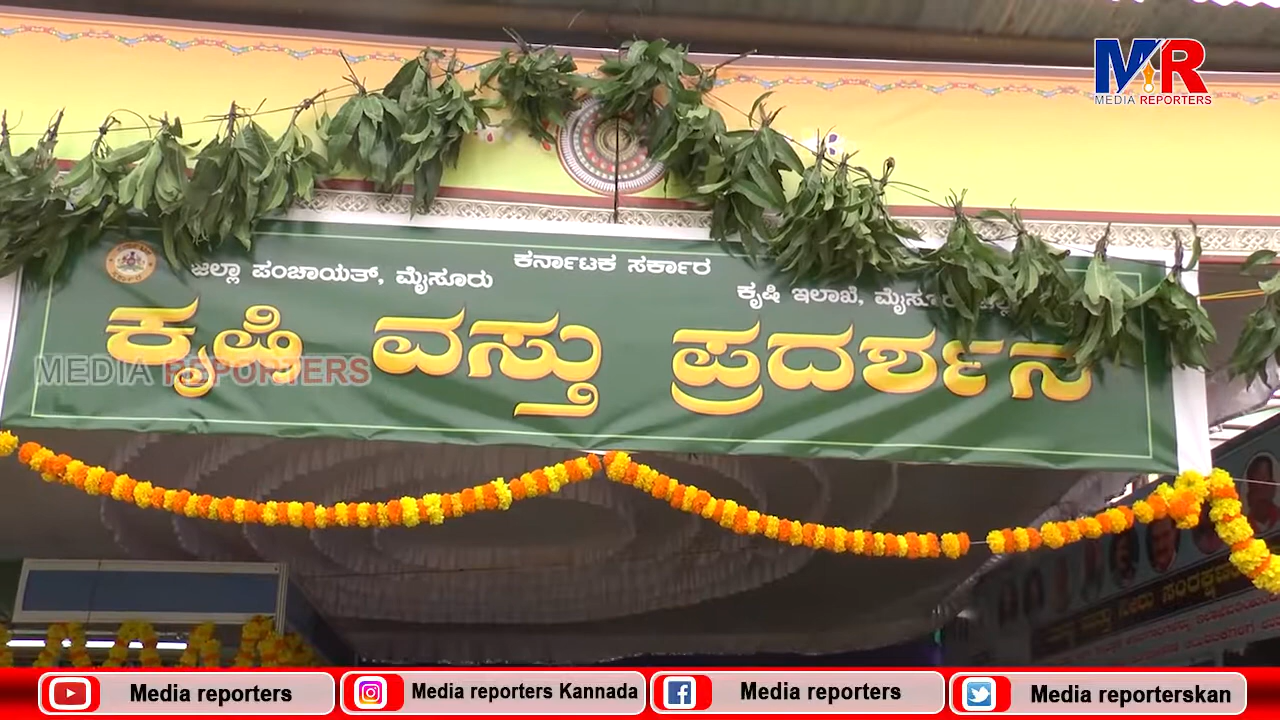 MR
MEDIA REPORTERS
ಕರ್ನಾಟಕ ಸರ್ಕಾರ
ಜಿಲ್ಲಾ ಪಂಚಾಯತ್, ಮೈಸೂರು
ಕೃಷಿ ಇಲಾಖೆ, ಮೈಸೂರು
ಕೃಷಿ ವಸ್ತು ಪ್ರದರ್ಶನ
MEDIA REPORTERS
ಮತ್ತು ನೀರು
Media reporters
Media reporters Kannada
Media reporters
Media reporterskan